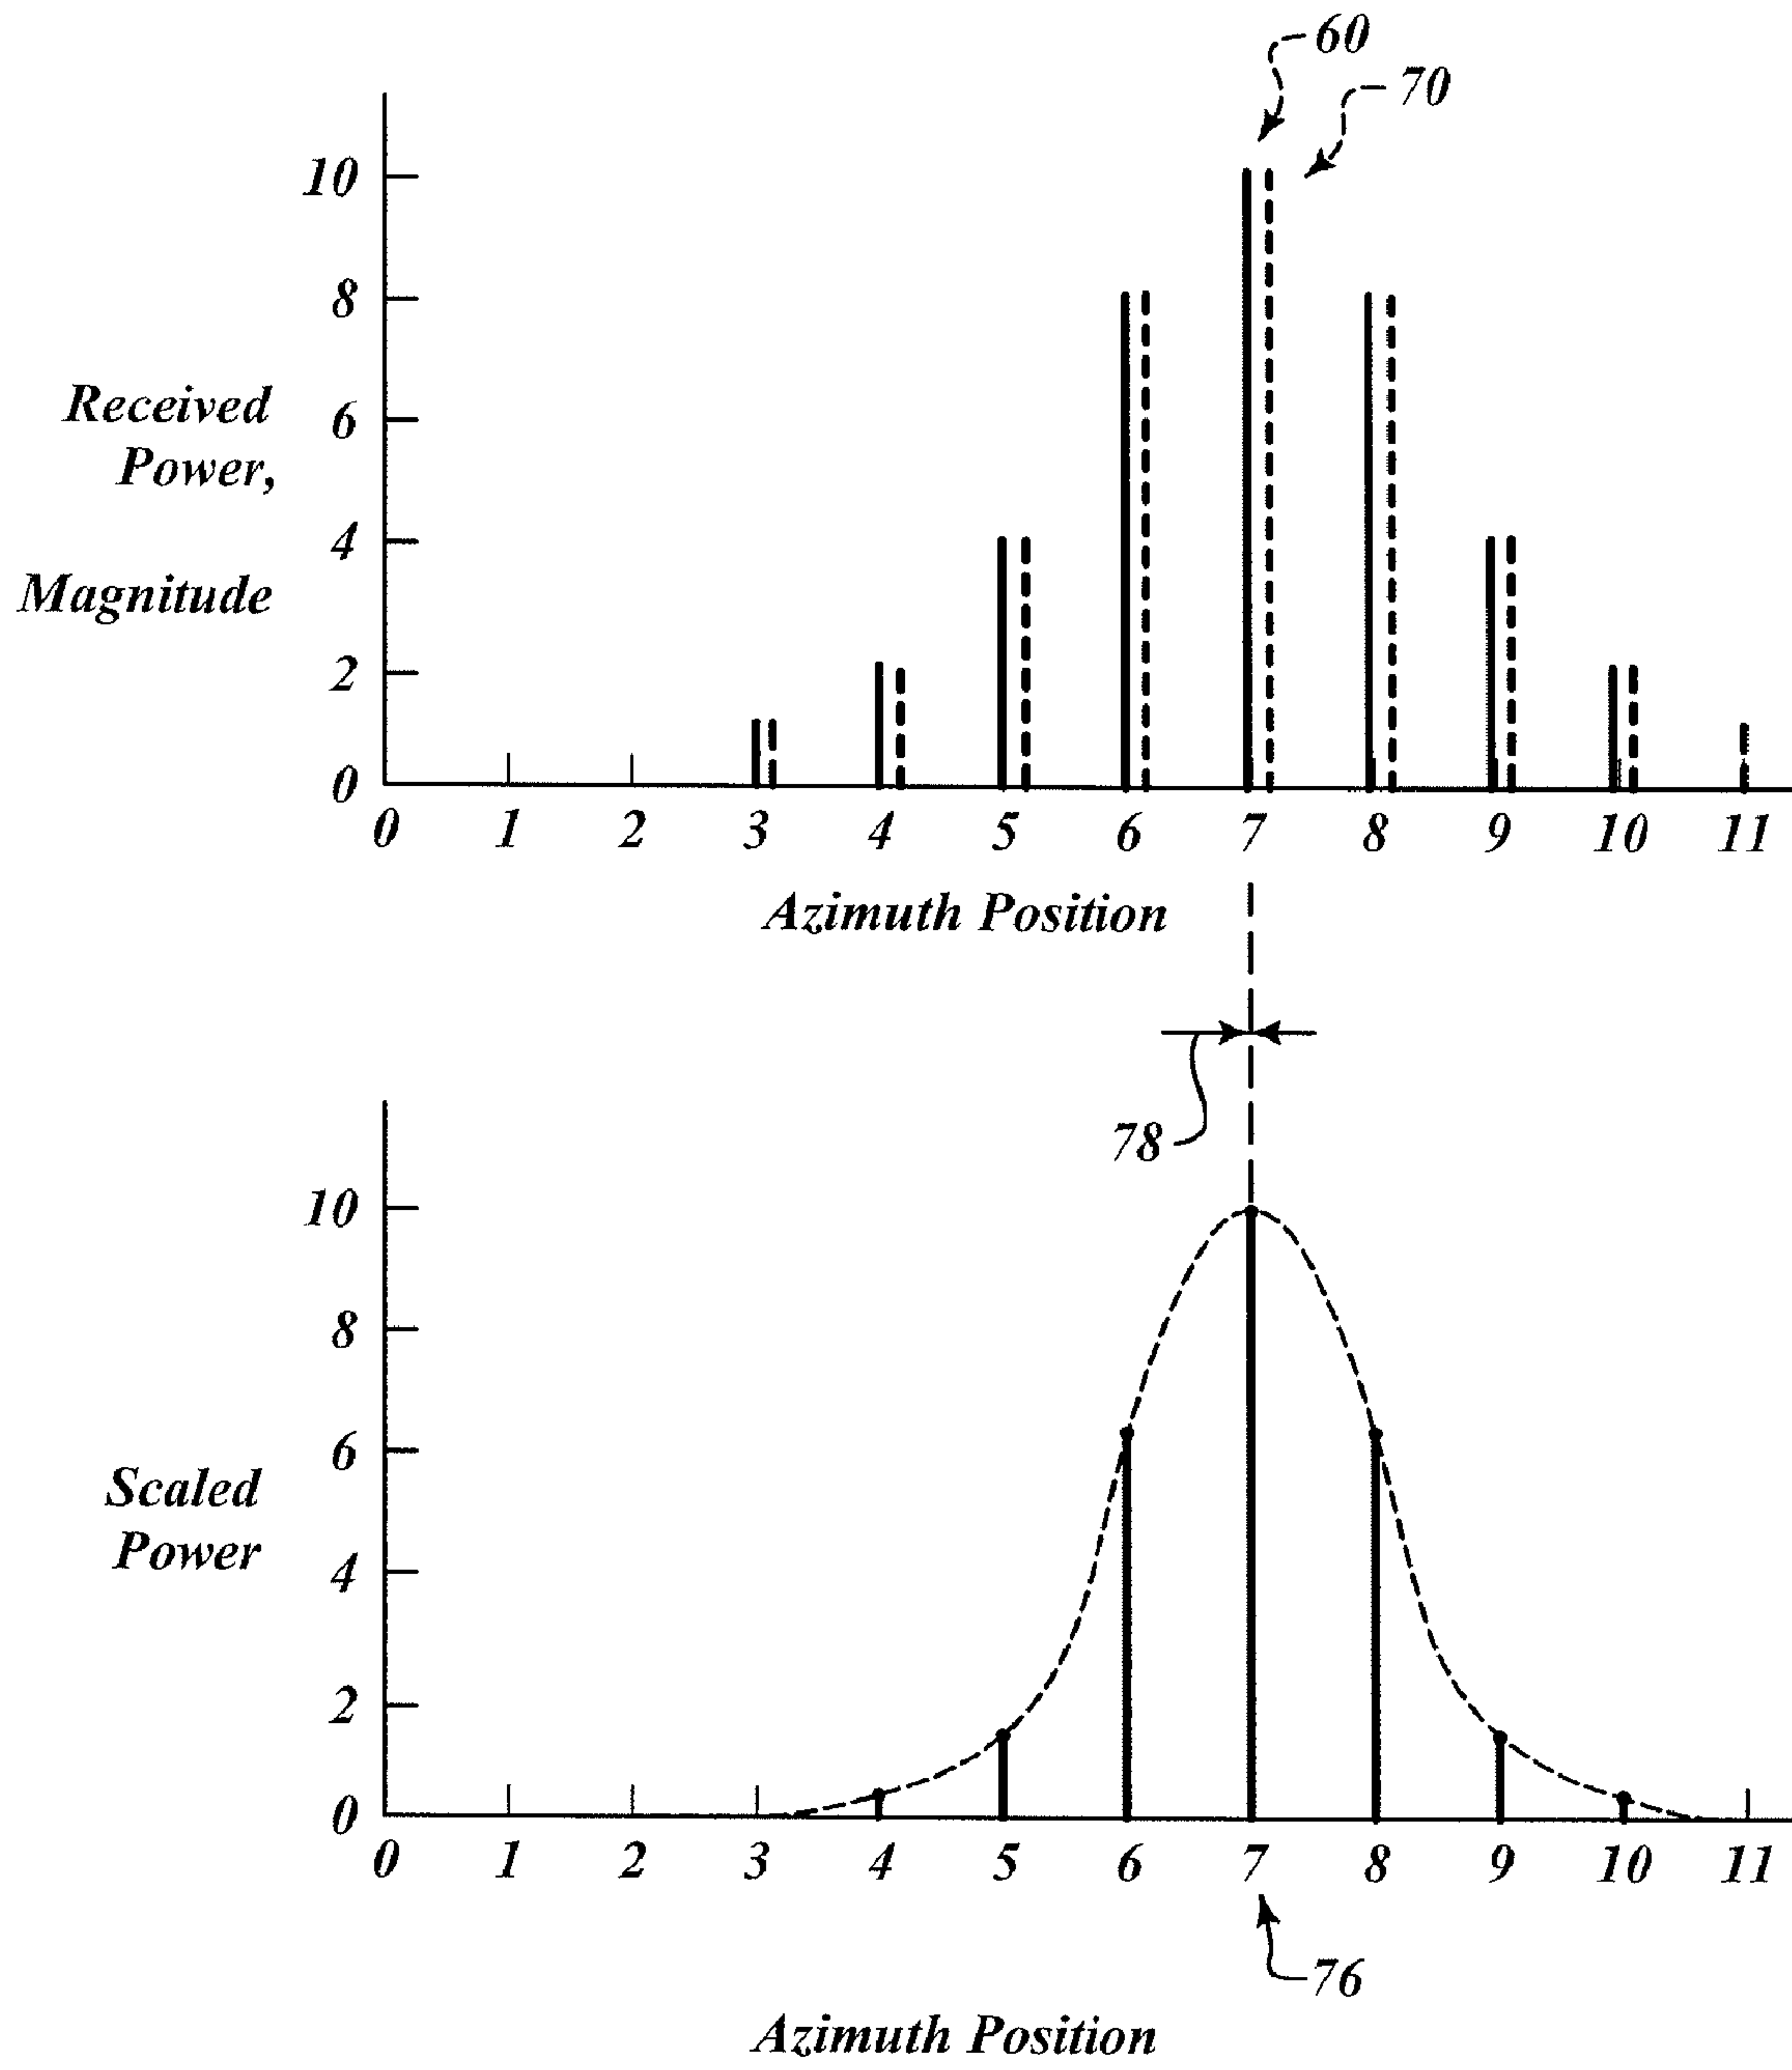 60
70
10
8
6
4
2
0
Received
Power,
Magnitude
0 1 2 3 4 5 6 7 8 9 10 11
Azimuth Position
78
10
8
6
4
2
0
Scaled
Power
0 1 2 3 4 5 6 7 8 9 10 11
76
Azimuth Position